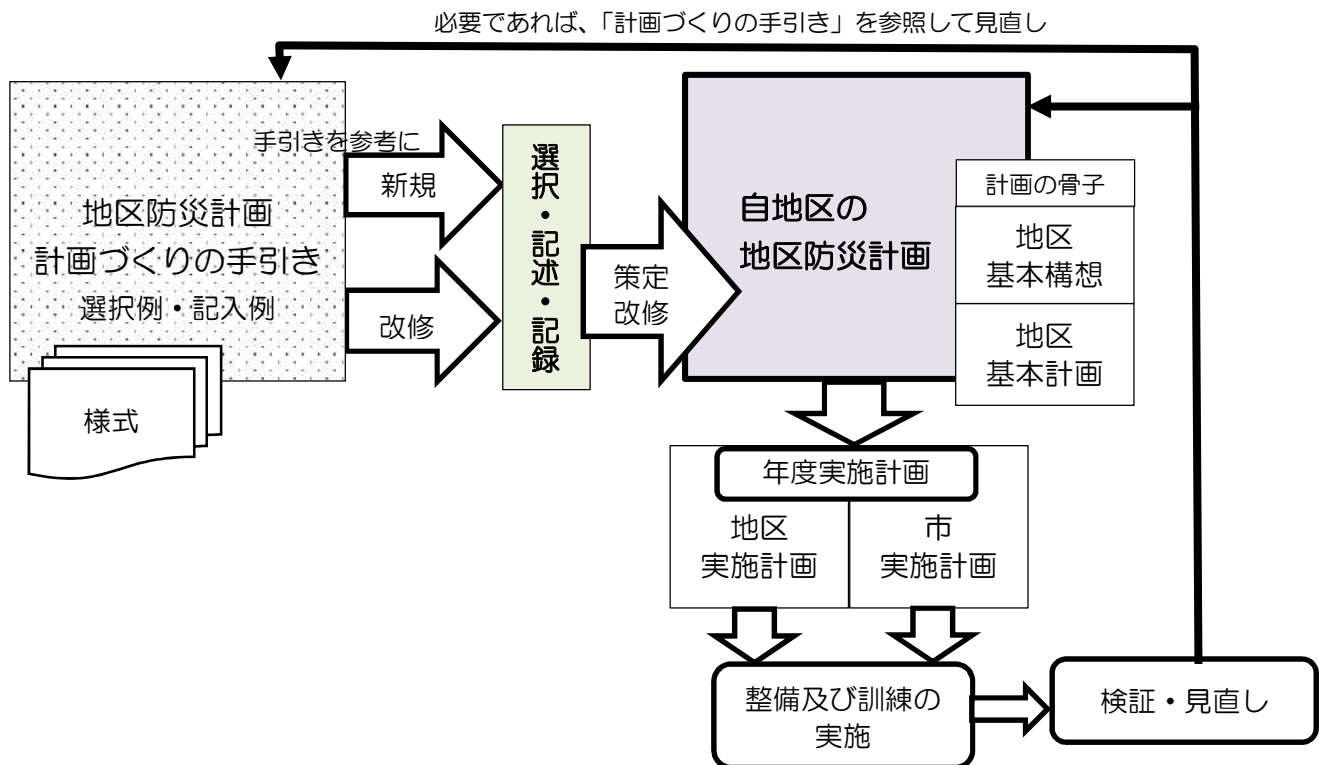 必要であれば、「計画づくりの手引き」を参照して見直し
手引きを参考に
新規
改修
地区防災計画
計画づくりの手引き
選択例・記入例
様式
選択・記述・記録
策定
改修
自地区の
地区防災計画
計画の骨子
地区
基本構想
地区
基本計画
年度実施計画
地区
実施計画
市
実施計画
整備及び訓練の
実施
検証・見直し